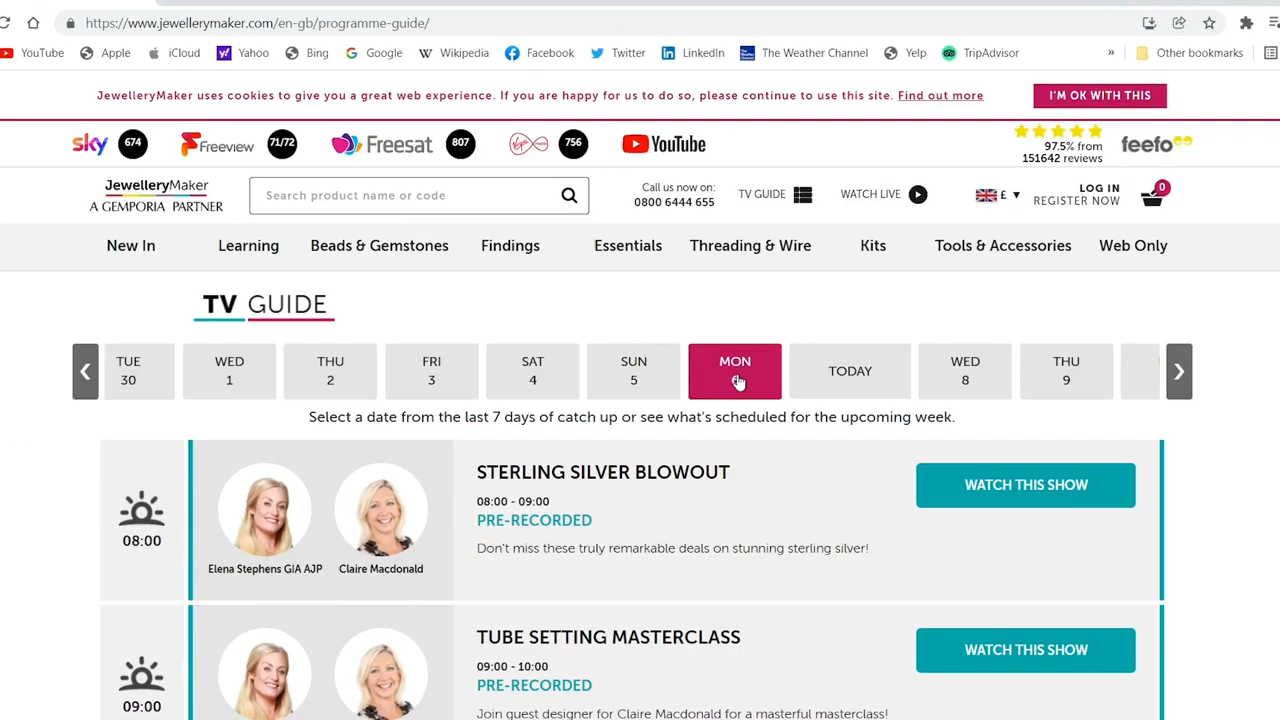 https://www.jewellerymaker.com/en-gb/programme-guide/
YouTube Apple iCloud Yahoo Bing Google Wikipedia Facebook Twitter LinkedIn The Weather Channel Yelp TripAdvisor » Other bookmarks
JewelleryMaker uses cookies to give you a great web experience. If you are happy for us to do so, please continue to use this site. Find out more I'M OK WITH THIS
sky 674 Freeview 71/72 Freesat 807 756 YouTube
97.5% from
151642 reviews
feefo
JewelleryMaker
A GEMPORIA PARTNER
Search product name or code
Call us now on:
0800 6444 655
TV GUIDE
WATCH LIVE
£
LOG IN
REGISTER NOW
0
New In Learning Beads & Gemstones Findings Essentials Threading & Wire Kits Tools & Accessories Web Only
TV GUIDE
TUE WED THU FRI SAT SUN MON TODAY WED THU
30 1 2 3 4 5 8 9
Select a date from the last 7 days of catch up or see what's scheduled for the upcoming week.
08:00
Elena Stephens GIA AJP Claire Macdonald
STERLING SILVER BLOWOUT
08:00 - 09:00
PRE-RECORDED
Don't miss these truly remarkable deals on stunning sterling silver!
WATCH THIS SHOW
09:00
TUBE SETTING MASTERCLASS
09:00 - 10:00
PRE-RECORDED
Join guest designer for Claire Macdonald for a masterful masterclass!
WATCH THIS SHOW